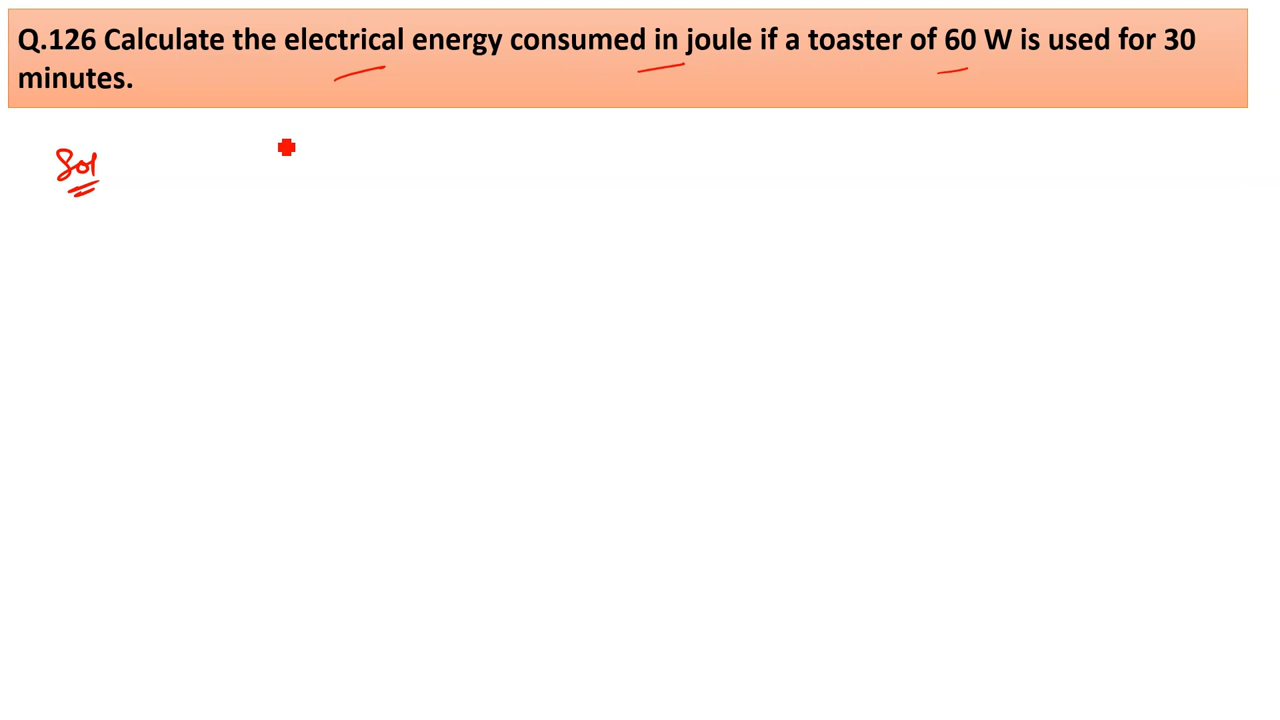 Q.126 Calculate the electrical energy consumed in joule if a toaster of 60 W is used for 30
minutes.
Sol